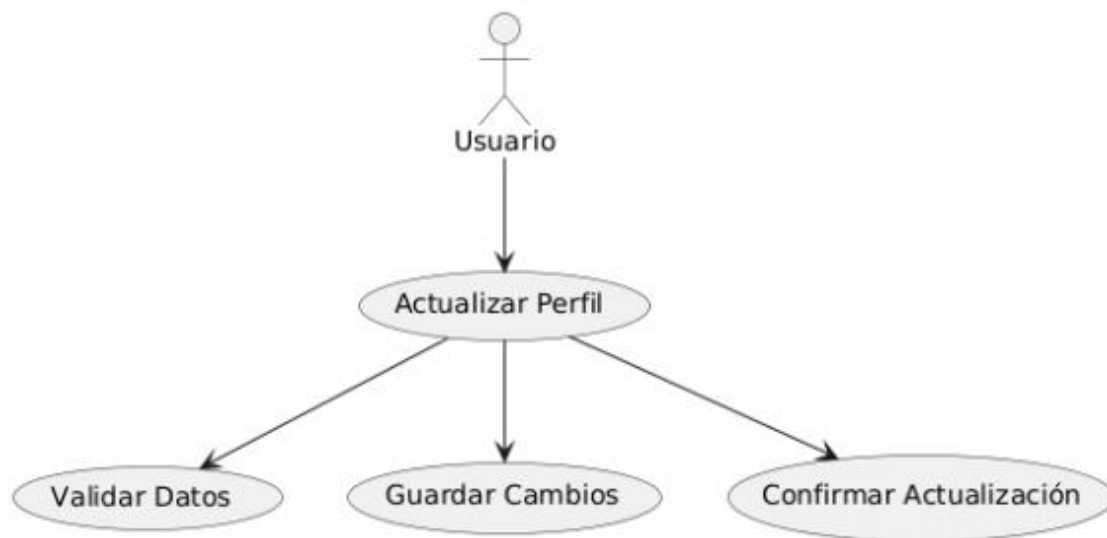 Usuario
Actualizar Perfil
Validar Datos
Guardar Cambios
Confirmar Actualización